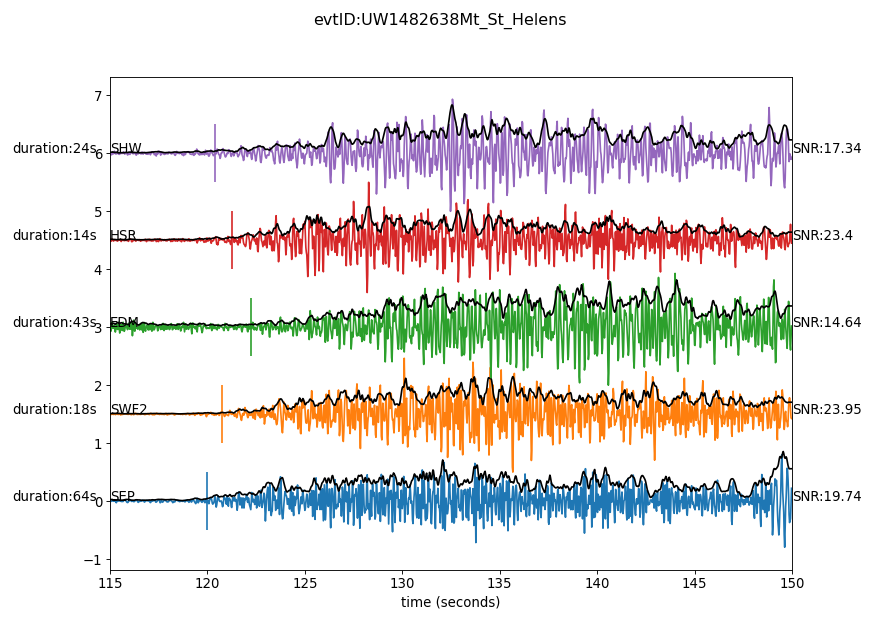 evtID:UW1482638Mt_St_Helens
7
duration:24s SHW 6 SNR:17.34
5
duration:14s HSR SNR:23.4
4
duration:43s EDM 3 SNR:14.64
2
duration:18s SWF2 SNR:23.95
1
duration:64s SEP 0 SNR:19.74
−1
115 120 125 130 135 140 145 150
time (seconds)